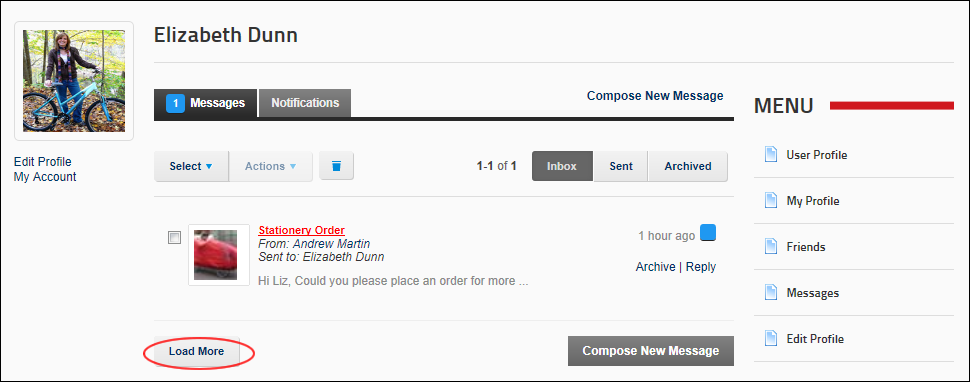 Elizabeth Dunn
Edit Profile
My Account
1 Messages
Notifications
Compose New Message
Select
Actions
1-1 of 1
Inbox
Sent
Archived
Stationery Order
From: Andrew Martin
Sent to: Elizabeth Dunn
Hi Liz, Could you please place an order for more ...
1 hour ago
Archive | Reply
Load More
Compose New Message
MENU
User Profile
My Profile
Friends
Messages
Edit Profile